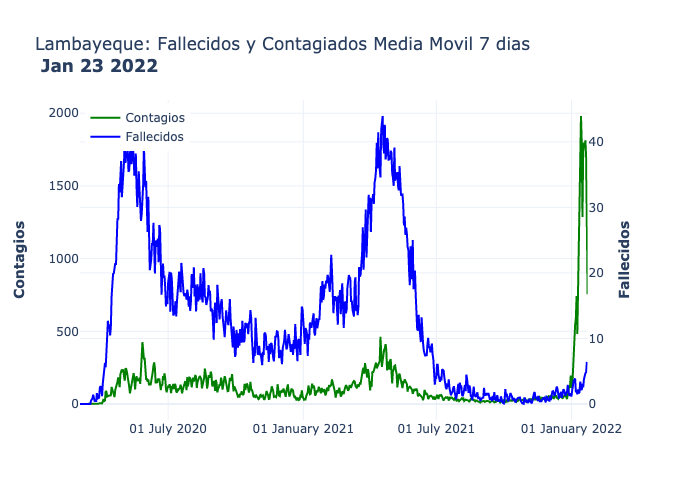 Lambayeque: Fallecidos y Contagiados Media Movil 7 dias
Jan 23 2022
Contagios
Fallecidos
2000
1500
1000
500
0
40
30
20
10
0
Contagios
Fallecidos
01 July 2020
01 January 2021
01 July 2021
01 January 2022